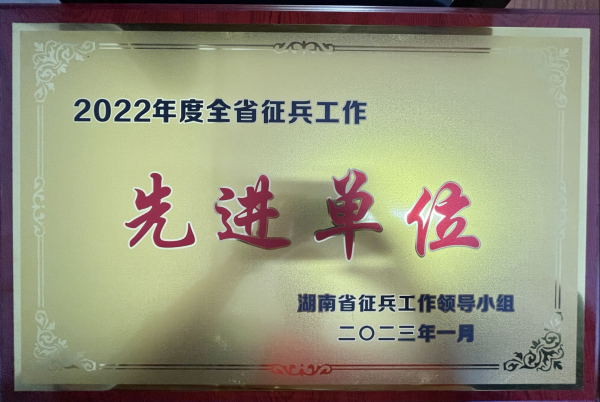 2022年度全省征兵工作
先进单位
湖南省征兵工作领导小组
二〇二三年一月